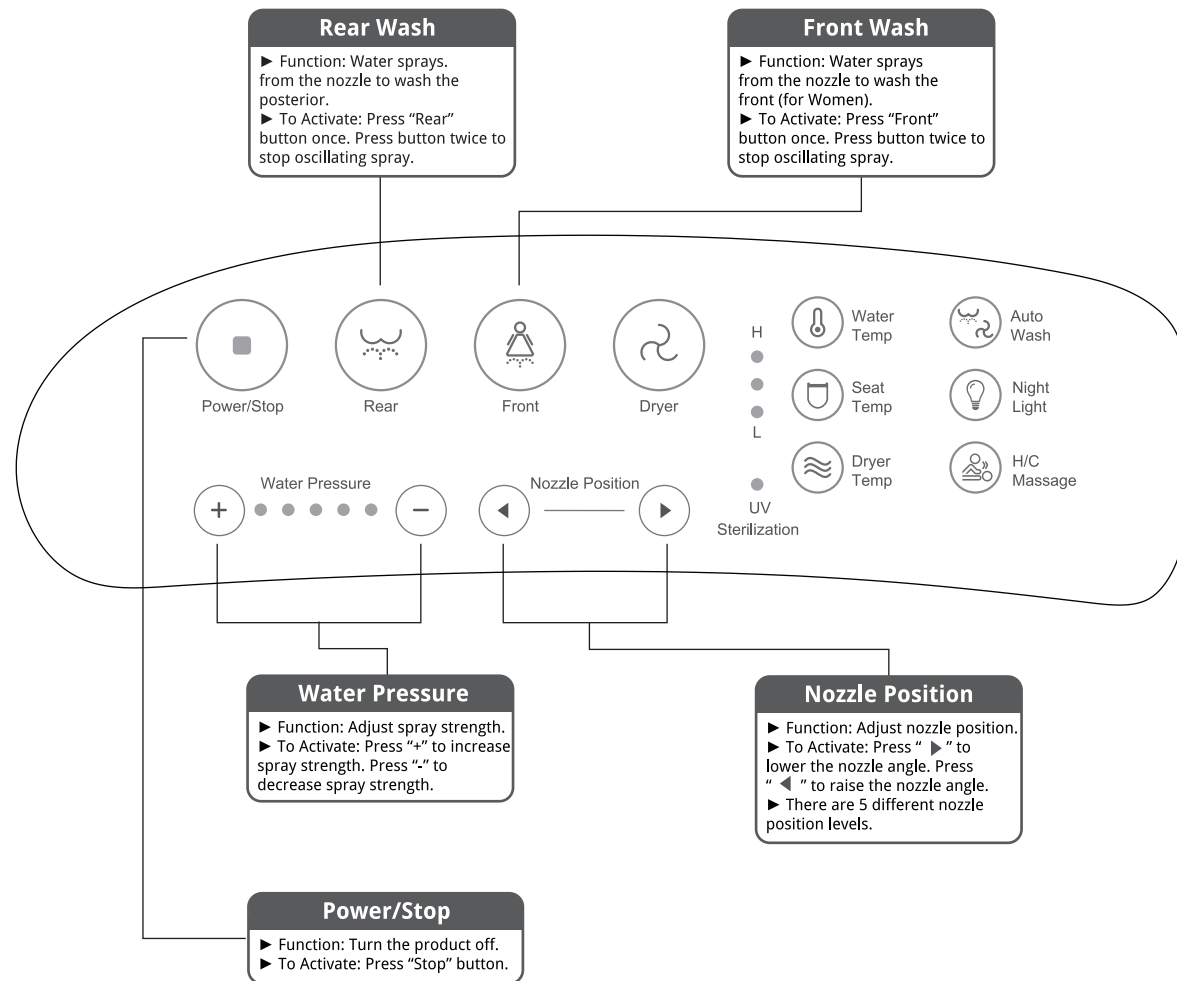 Rear Wash
► Function: Water sprays.
from the nozzle to wash the
posterior.
► To Activate: Press “Rear”
button once. Press button twice to
stop oscillating spray.
Front Wash
► Function: Water sprays
from the nozzle to wash the
front (for Women).
► To Activate: Press “Front”
button once. Press button twice to
stop oscillating spray.
Power/Stop
Rear
Front
Dryer
H
L
Water
Temp
Auto
Wash
Seat
Temp
Night
Light
Dryer
Temp
H/C
Massage
+ Water Pressure −
◀ Nozzle Position ▶
UV
Sterilization
Water Pressure
► Function: Adjust spray strength.
► To Activate: Press “+” to increase
spray strength. Press “-” to
decrease spray strength.
Nozzle Position
► Function: Adjust nozzle position.
► To Activate: Press “ ▶ ” to
lower the nozzle angle. Press
“ ◀ ” to raise the nozzle angle.
► There are 5 different nozzle
position levels.
Power/Stop
► Function: Turn the product off.
► To Activate: Press “Stop” button.